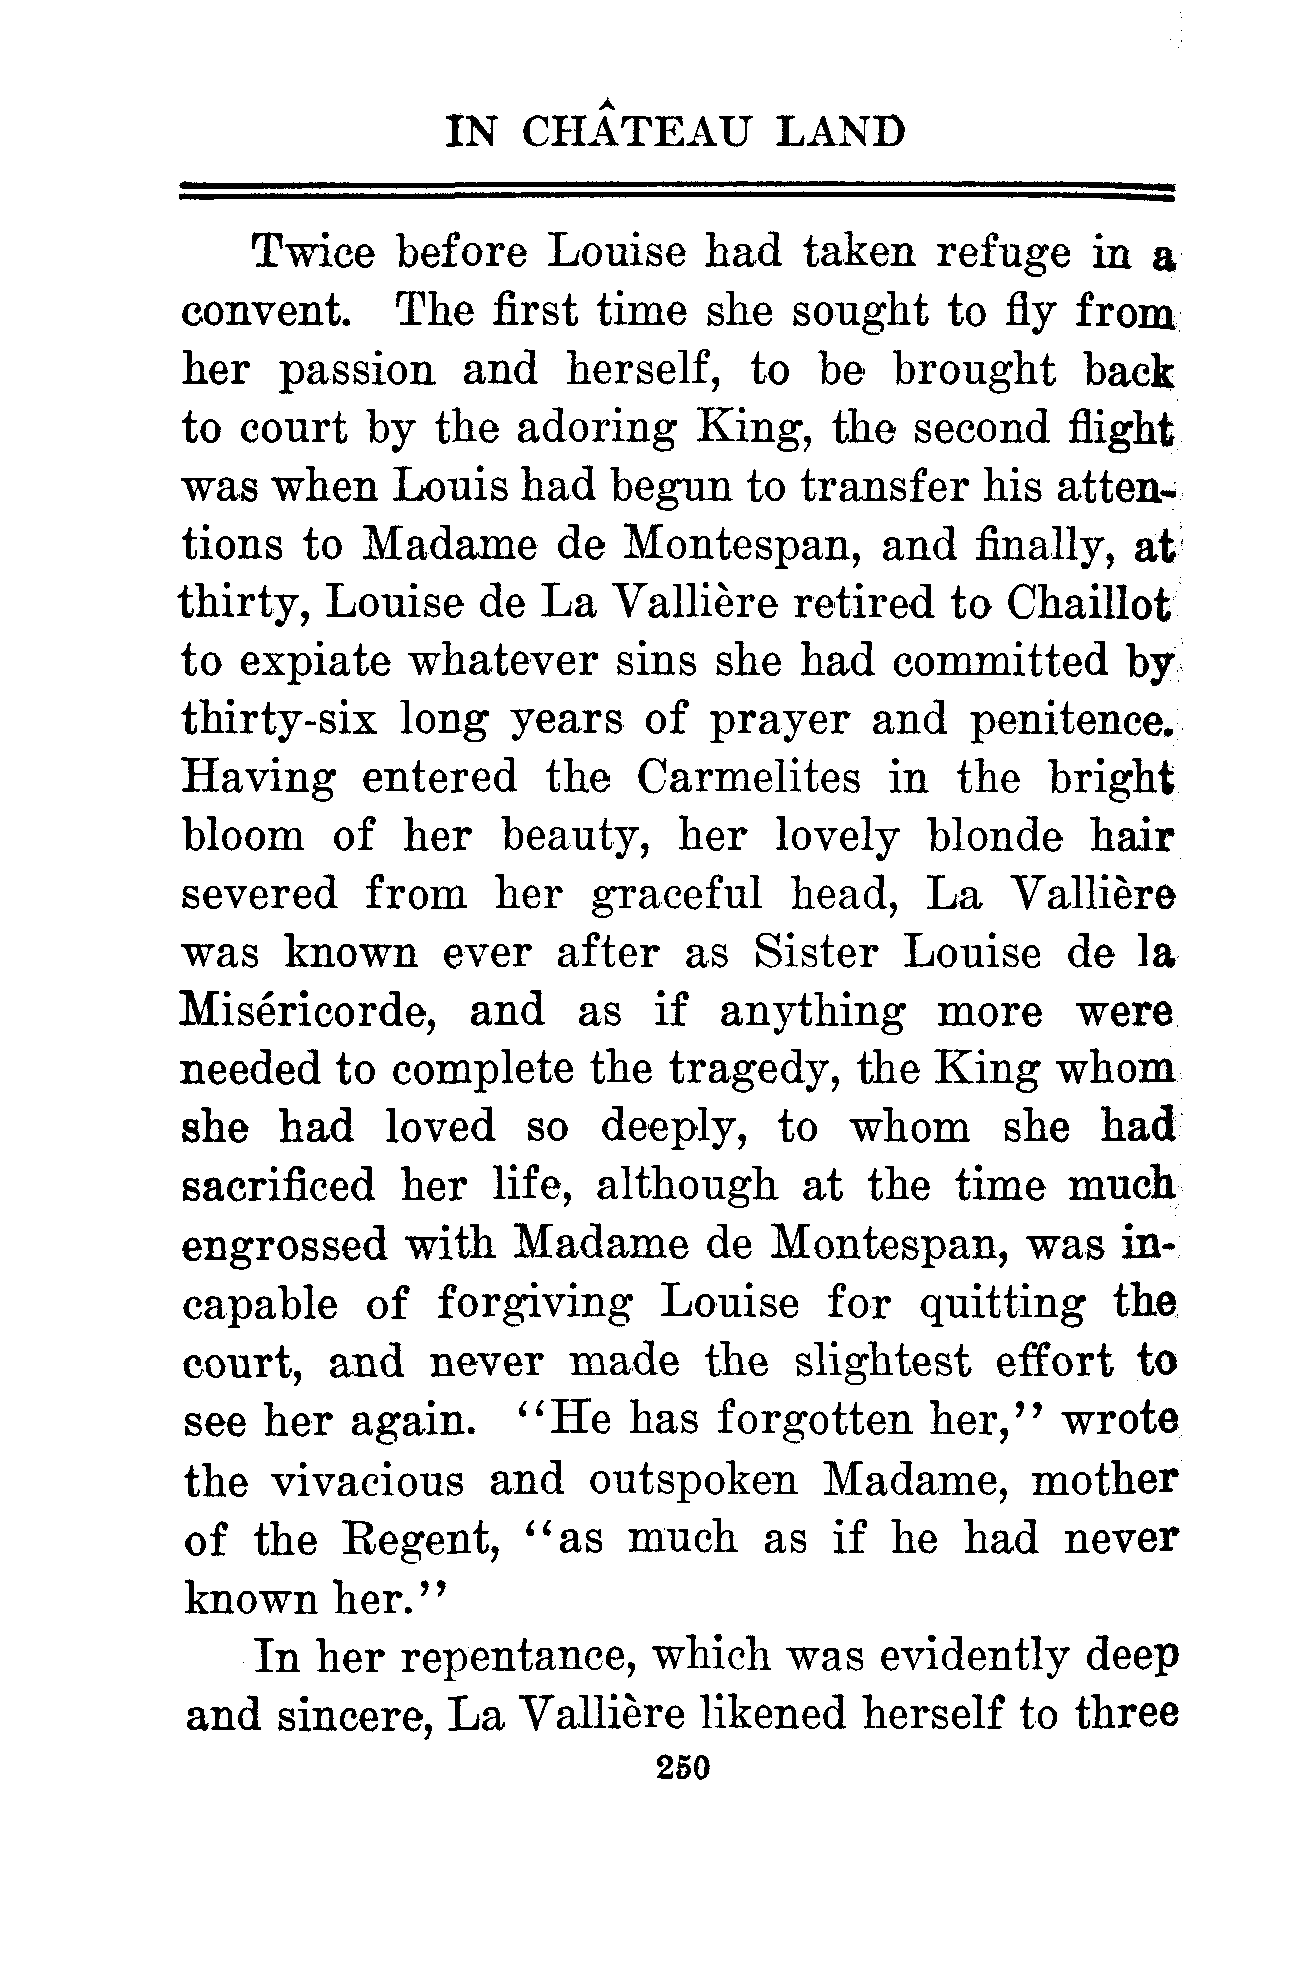 IN CHÂTEAU LAND
Twice before Louise had taken refuge in a
convent. The first time she sought to fly from
her passion and herself, to be brought back
to court by the adoring King, the second flight
was when Louis had begun to transfer his atten-
tions to Madame de Montespan, and finally, at
thirty, Louise de La Vallière retired to Chaillot
to expiate whatever sins she had committed by
thirty-six long years of prayer and penitence.
Having entered the Carmelites in the bright
bloom of her beauty, her lovely blonde hair
severed from her graceful head, La Vallière
was known ever after as Sister Louise de la
Miséricorde, and as if anything more were
needed to complete the tragedy, the King whom
she had loved so deeply, to whom she had
sacrificed her life, although at the time much
engrossed with Madame de Montespan, was in-
capable of forgiving Louise for quitting the
court, and never made the slightest effort to
see her again. "He has forgotten her," wrote
the vivacious and outspoken Madame, mother
of the Regent, "as much as if he had never
known her."
In her repentance, which was evidently deep
and sincere, La Vallière likened herself to three
250